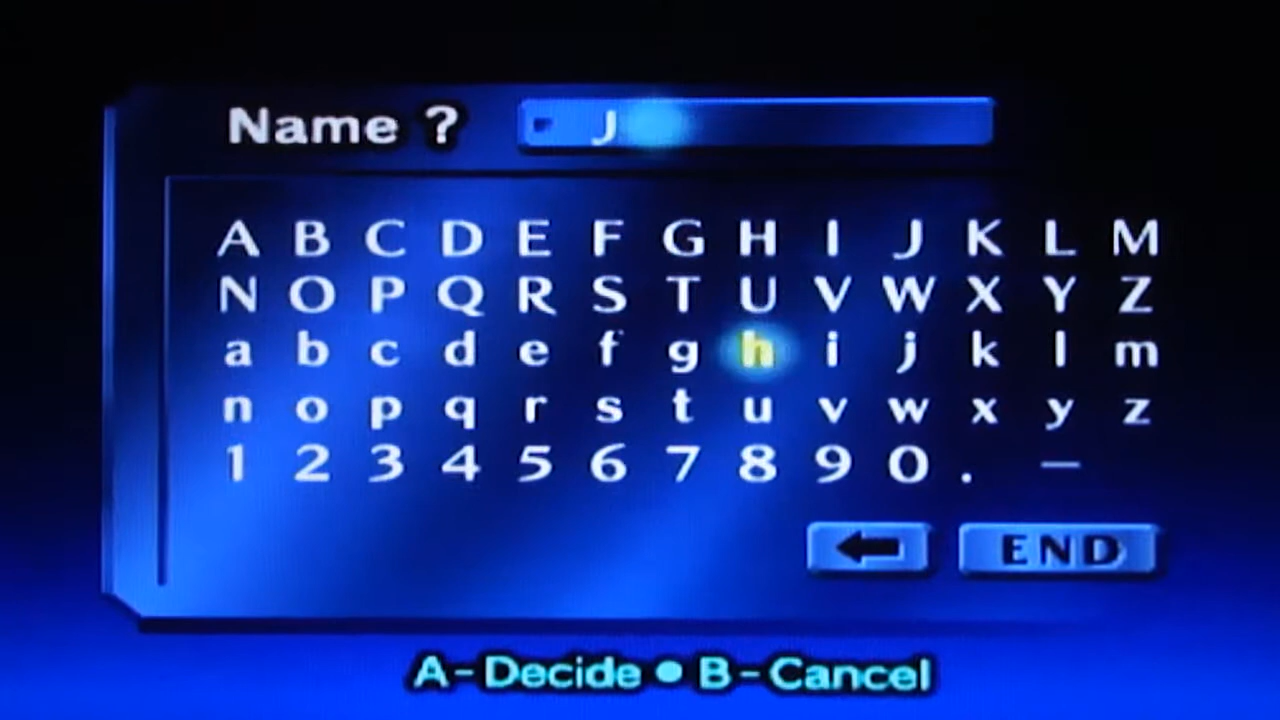 Name ? J
A B C D E F G H I J K L M
N O P Q R S T U V W X Y Z
a b c d e f g h i j k l m
n o p q r s t u v w x y z
1 2 3 4 5 6 7 8 9 0 . —
← END
A-Decide ● B-Cancel